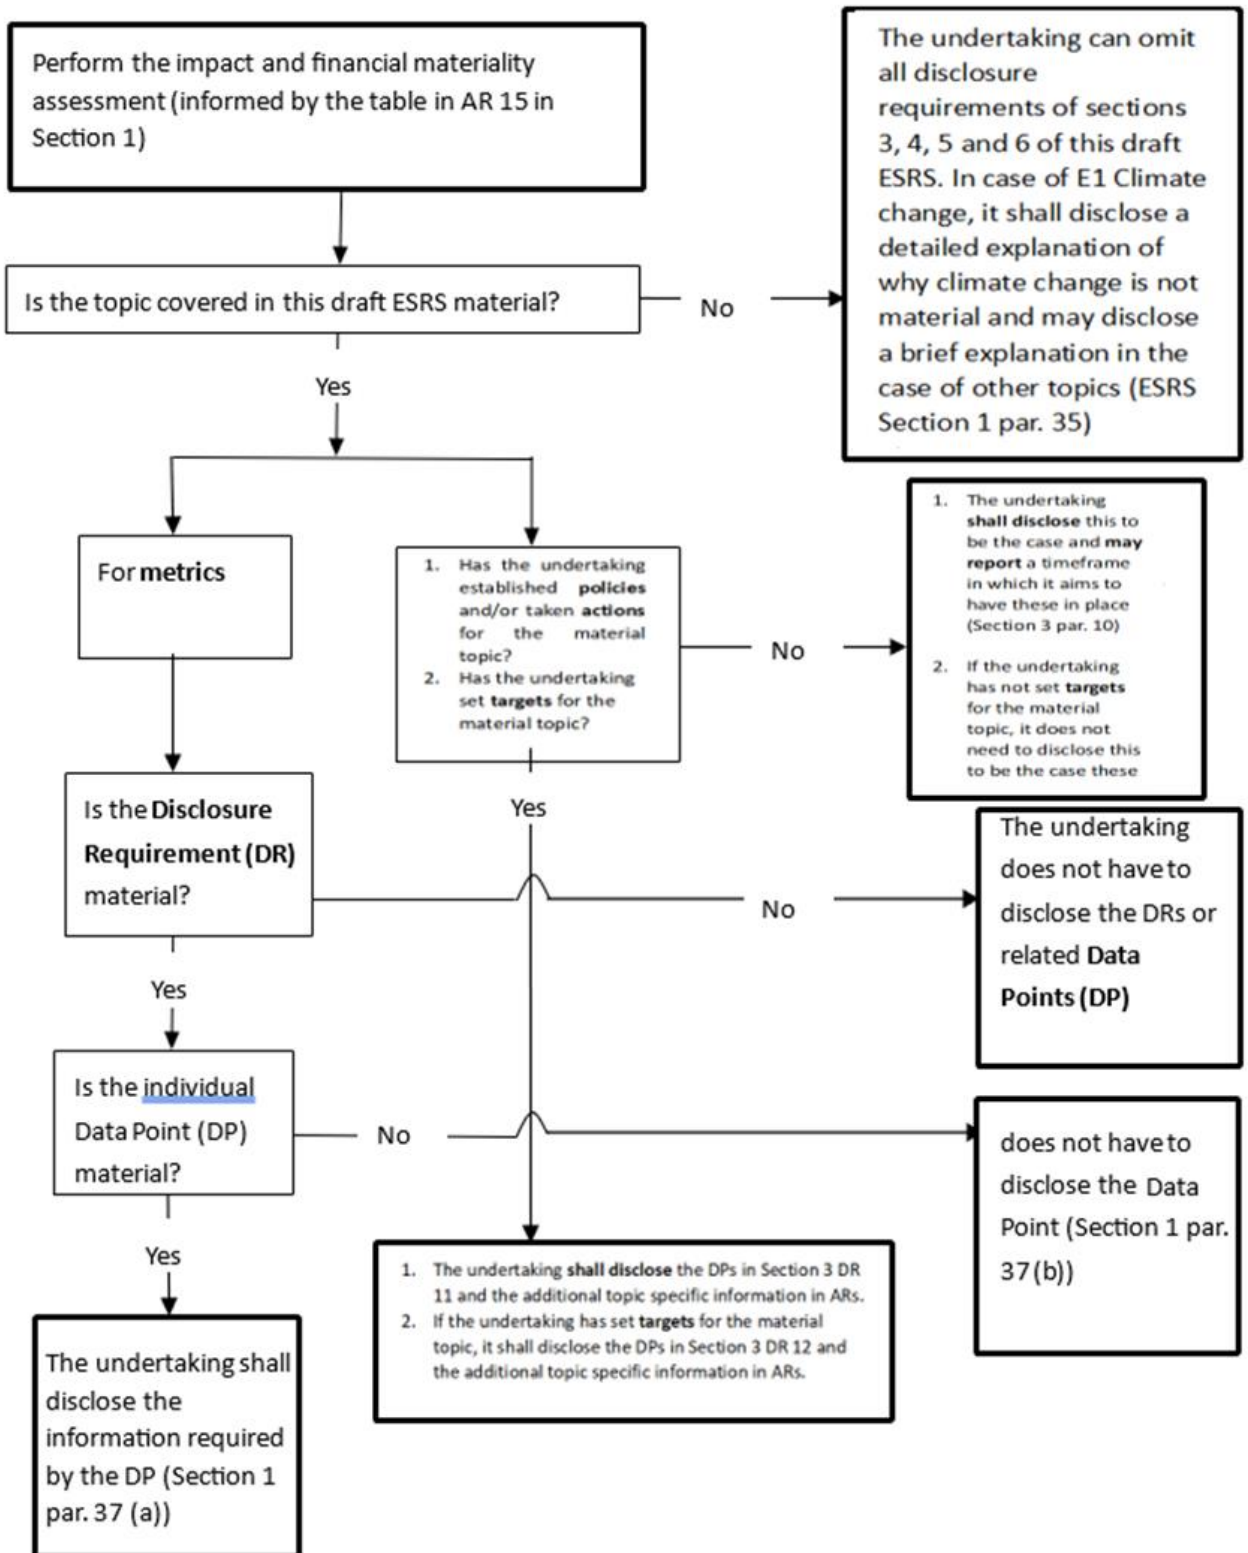 Perform the impact and financial materiality
assessment (informed by the table in AR 15 in
Section 1)
The undertaking can omit
all disclosure
requirements of sections
3, 4, 5 and 6 of this draft
ESRS. In case of E1 Climate
change, it shall disclose a
detailed explanation of
why climate change is not
material and may disclose
a brief explanation in the
case of other topics (ESRS
Section 1 par. 35)
Is the topic covered in this draft ESRS material?
No
Yes
For metrics
1. Has the undertaking
established policies
and/or taken actions
for the material
topic?
2. Has the undertaking
set targets for the
material topic?
No
1. The undertaking
shall disclose this to
be the case and may
report a timeframe
in which it aims to
have these in place
(Section 3 par. 10)
2. If the undertaking
has not set targets
for the material
topic, it does not
need to disclose this
to be the case these
Is the Disclosure
Requirement (DR)
material?
Yes
No
The undertaking
does not have to
disclose the DRs or
related Data
Points (DP)
Yes
Is the individual
Data Point (DP)
material?
No
does not have to
disclose the Data
Point (Section 1 par.
37 (b))
Yes
1. The undertaking shall disclose the DPs in Section 3 DR
11 and the additional topic specific information in ARs.
2. If the undertaking has set targets for the material
topic, it shall disclose the DPs in Section 3 DR 12 and
the additional topic specific information in ARs.
The undertaking shall
disclose the
information required
by the DP (Section 1
par. 37 (a))